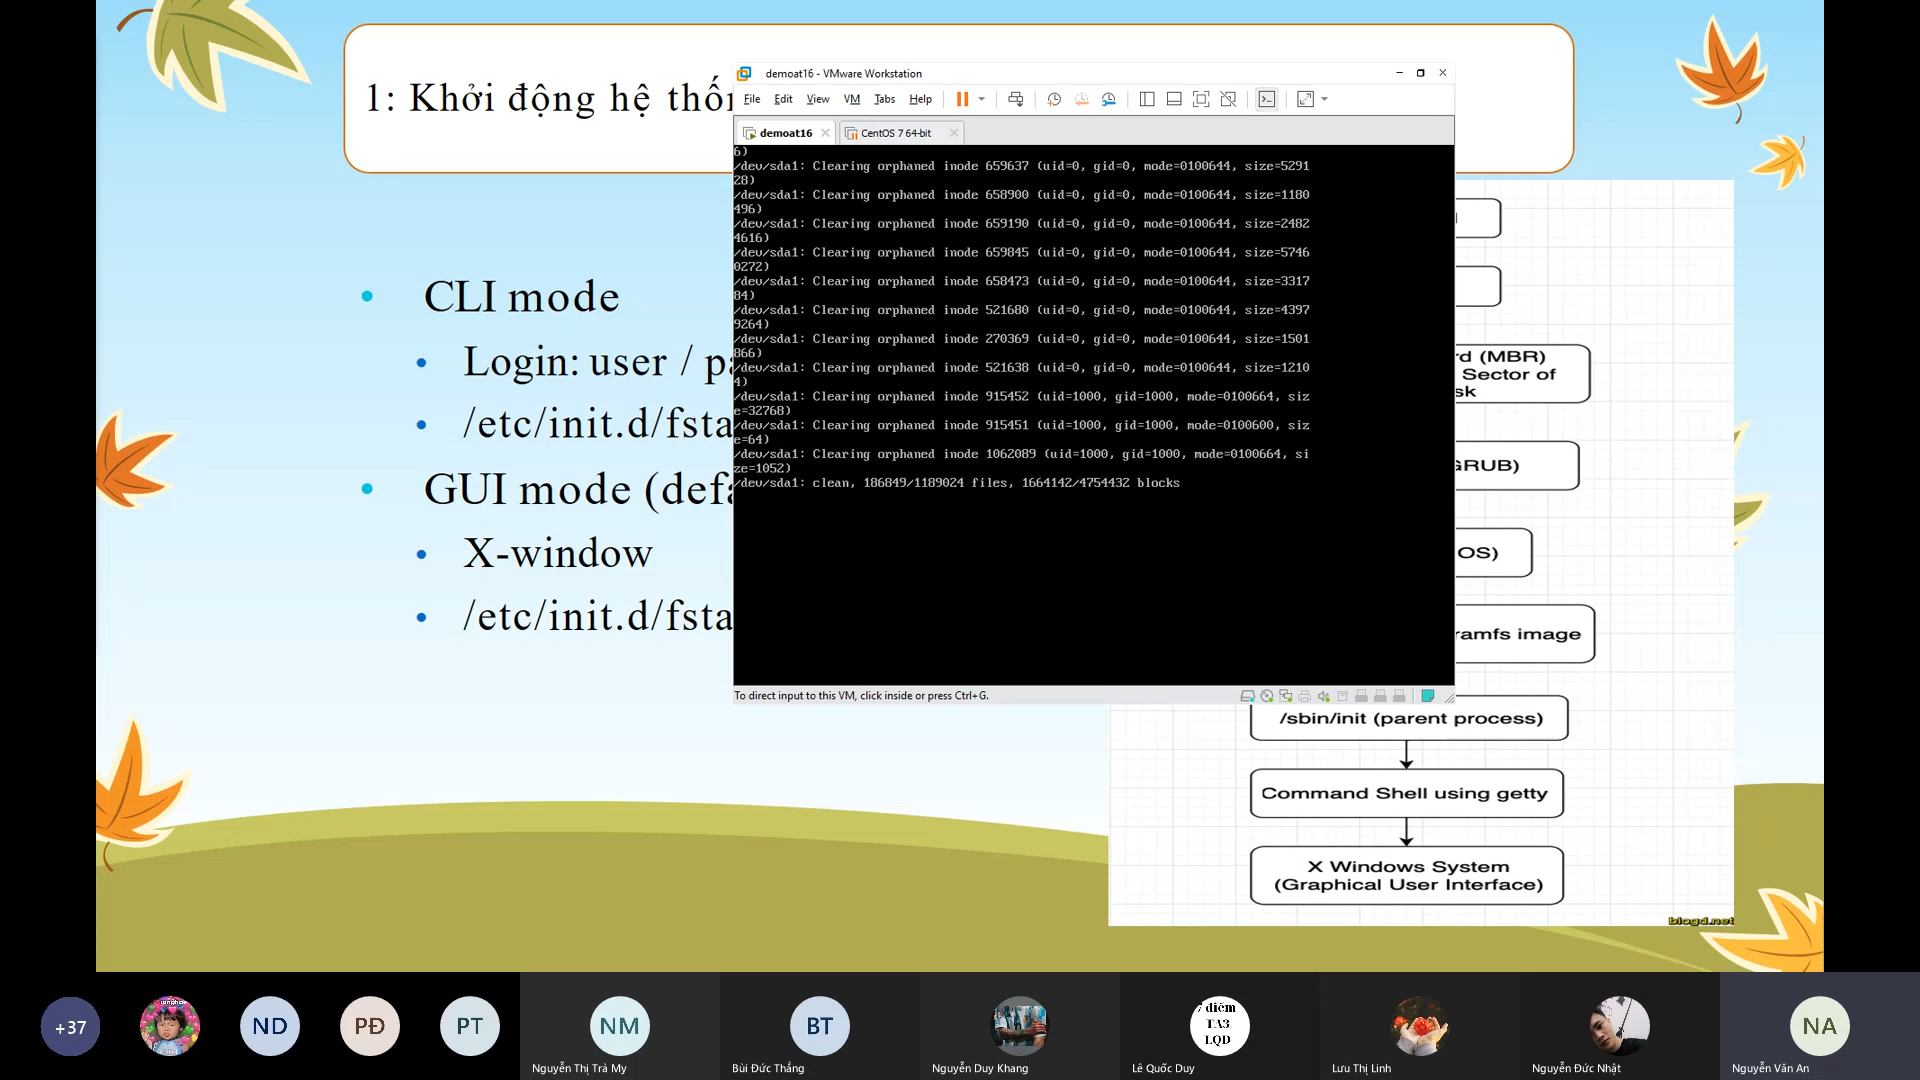 1: Khởi động hệ thốn
CLI mode
Login: user / pa
/etc/init.d/fsta
GUI mode (defa
X-window
/etc/init.d/fsta
demoat16 - VMware Workstation
File Edit View VM Tabs Help
demoat16
CentOS 7 64-bit
6)
/dev/sda1: Clearing orphaned inode 659637 (uid=0, gid=0, mode=0100644, size=5291
28)
/dev/sda1: Clearing orphaned inode 658900 (uid=0, gid=0, mode=0100644, size=1180
496)
/dev/sda1: Clearing orphaned inode 659190 (uid=0, gid=0, mode=0100644, size=2482
4616)
/dev/sda1: Clearing orphaned inode 659845 (uid=0, gid=0, mode=0100644, size=5746
0272)
/dev/sda1: Clearing orphaned inode 658473 (uid=0, gid=0, mode=0100644, size=3317
84)
/dev/sda1: Clearing orphaned inode 521680 (uid=0, gid=0, mode=0100644, size=4397
9264)
/dev/sda1: Clearing orphaned inode 270369 (uid=0, gid=0, mode=0100644, size=1501
866)
/dev/sda1: Clearing orphaned inode 521638 (uid=0, gid=0, mode=0100644, size=1210
4)
/dev/sda1: Clearing orphaned inode 915452 (uid=1000, gid=1000, mode=0100664, siz
e=32768)
/dev/sda1: Clearing orphaned inode 915451 (uid=1000, gid=1000, mode=0100600, siz
e=64)
/dev/sda1: Clearing orphaned inode 1062089 (uid=1000, gid=1000, mode=0100664, si
ze=1052)
/dev/sda1: clean, 186849/1189024 files, 1664142/4754432 blocks
To direct input to this VM, click inside or press Ctrl+G.
rd (MBR)
Sector of
sk
GRUB)
OS)
ramfs image
/sbin/init (parent process)
Command Shell using getty
X Windows System
(Graphical User Interface)
blogd.net
+37
ND
PĐ
PT
NM
Nguyễn Thị Trà My
BT
Bùi Đức Thắng
Nguyễn Duy Khang
7 điểm
TA3
LQD
Lê Quốc Duy
Lưu Thị Linh
Nguyễn Đức Nhật
NA
Nguyễn Văn An